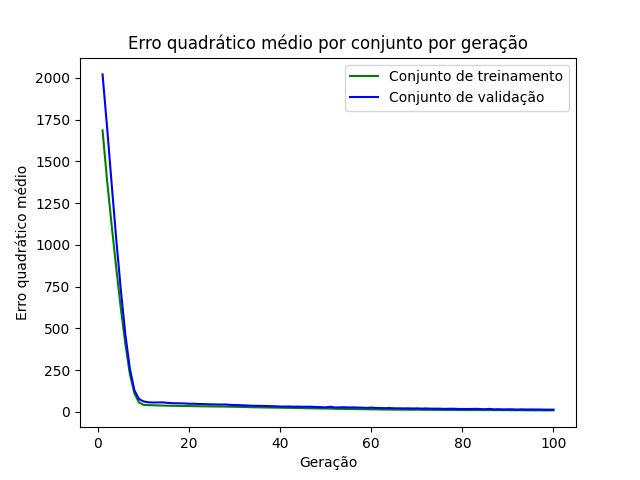 Erro quadrático médio por conjunto por geração
Conjunto de treinamento
Conjunto de validação
Erro quadrático médio
2000
1750
1500
1250
1000
750
500
250
0
0 20 40 60 80 100
Geração